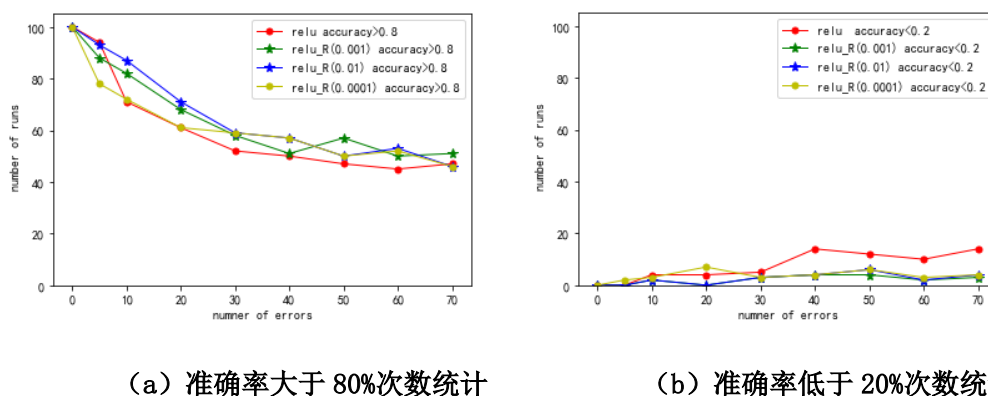 relu accuracy>0.8
relu_R(0.001) accuracy>0.8
relu_R(0.01) accuracy>0.8
relu_R(0.0001) accuracy>0.8
number of runs
100
80
60
40
20
0
0 10 20 30 40 50 60 70
numner of errors
(a)准确率大于 80%次数统计
relu accuracy<0.2
relu_R(0.001) accuracy<0.2
relu_R(0.01) accuracy<0.2
relu_R(0.0001) accuracy<0.2
number of runs
100
80
60
40
20
0
0 10 20 30 40 50 60 70
numner of errors
(b)准确率低于 20%次数统